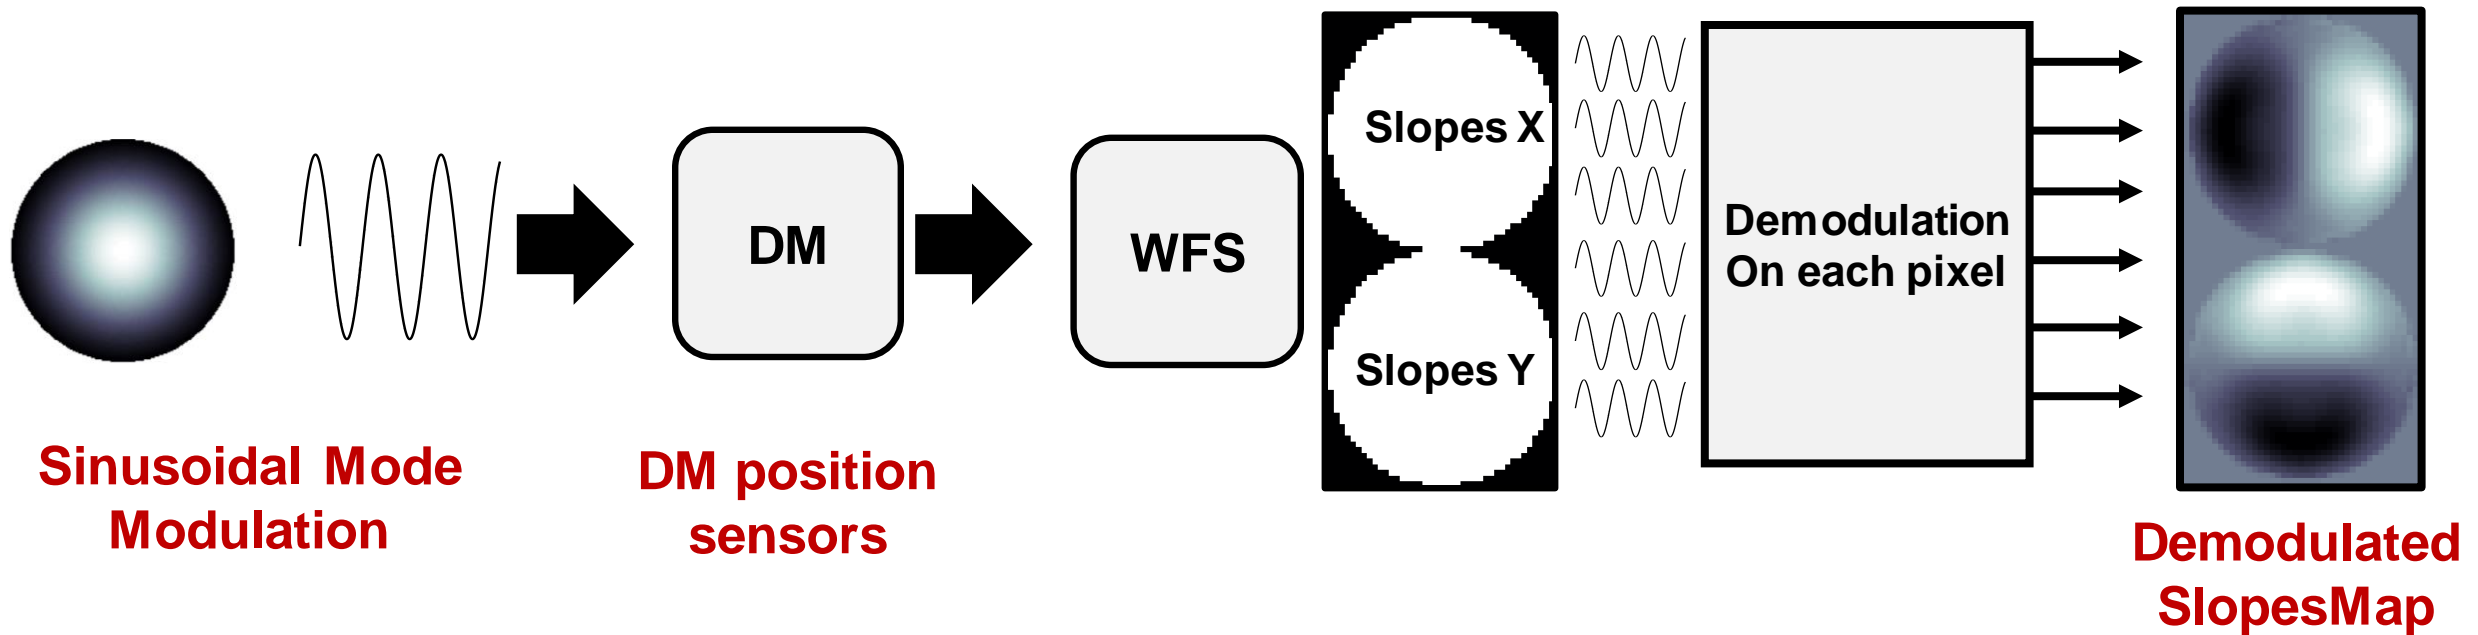 Sinusoidal Mode
Modulation
DM
DM position
sensors
WFS
Slopes X
Slopes Y
Demodulation
On each pixel
Demodulated
SlopesMap